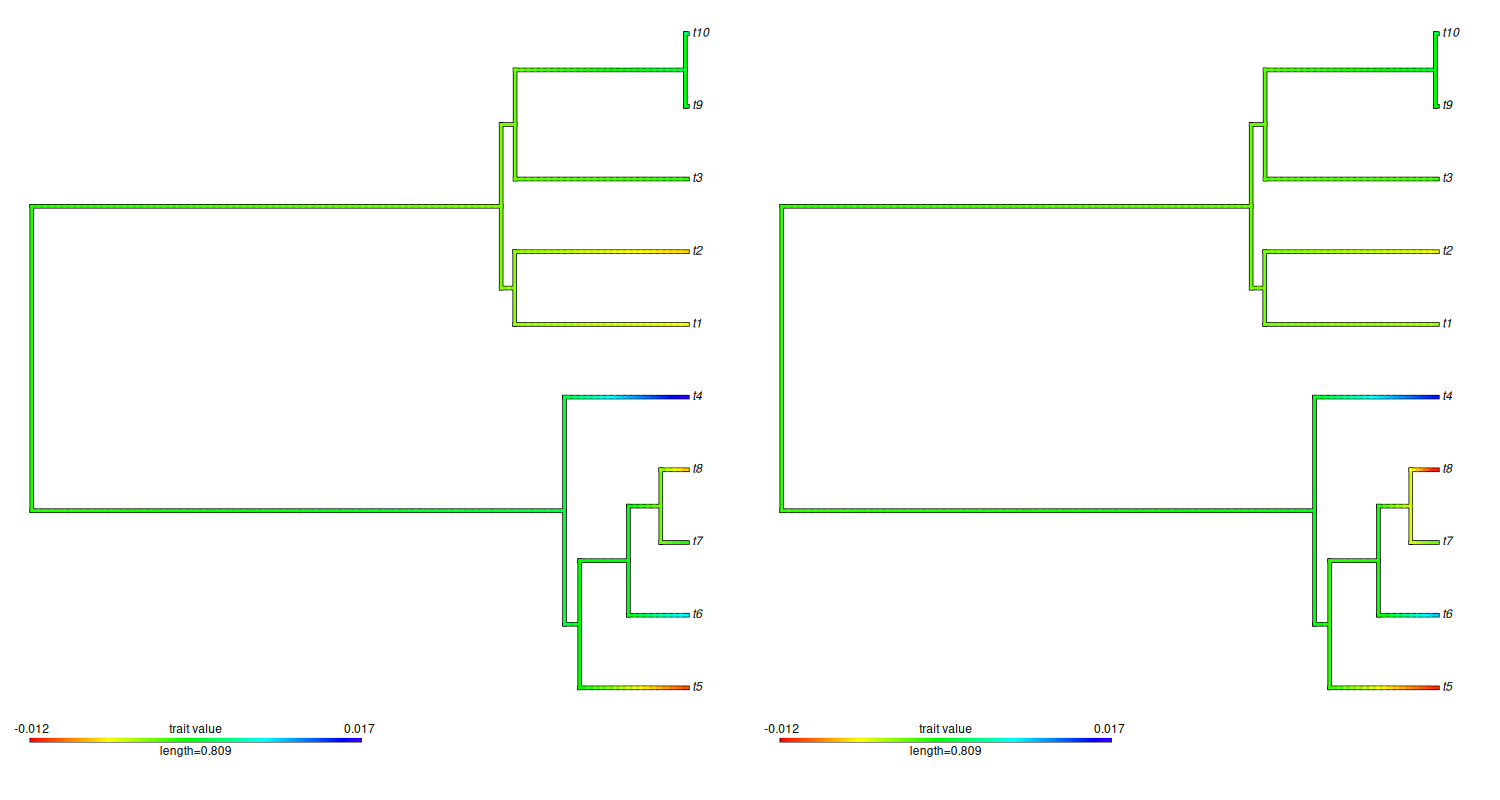 t10
t9
t3
t2
t1
t4
t8
t7
t6
t5
-0.012 trait value 0.017
length=0.809
t10
t9
t3
t2
t1
t4
t8
t7
t6
t5
-0.012 trait value 0.017
length=0.809